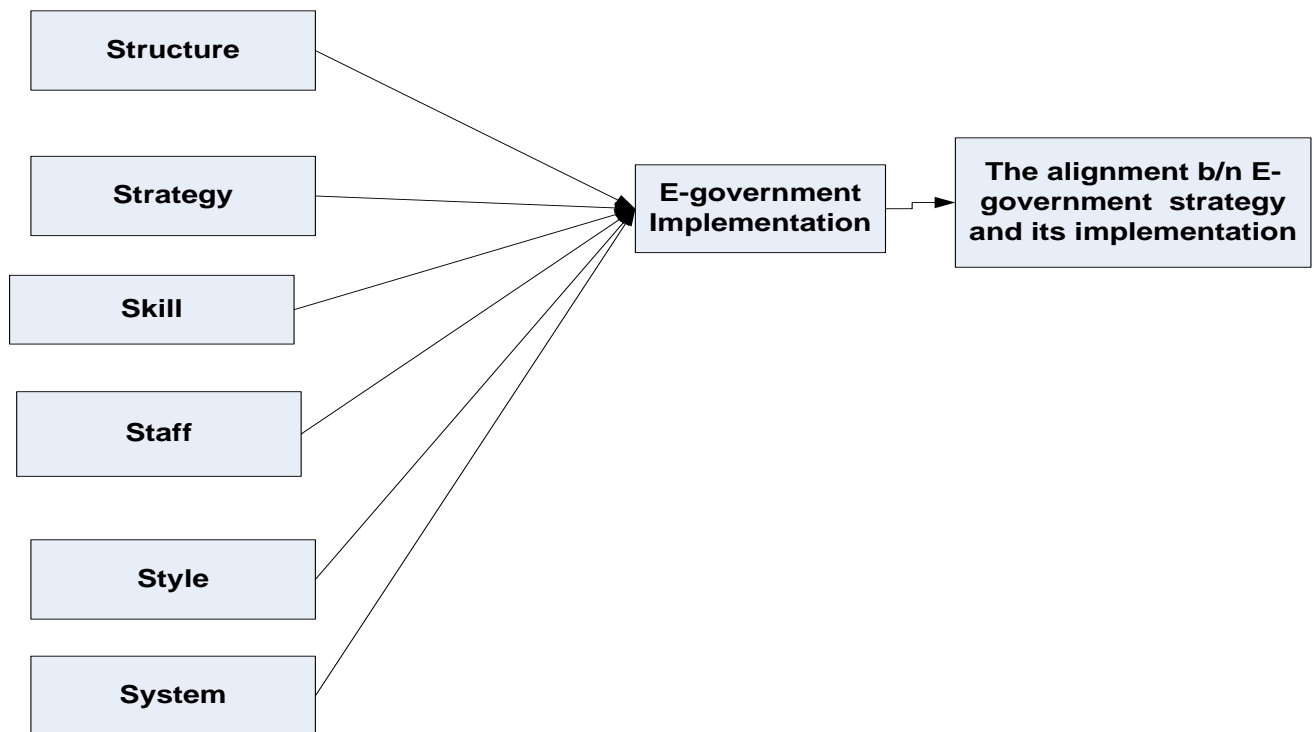 Structure
Strategy
Skill
Staff
Style
System
E-government
Implementation
The alignment b/n E-
government strategy
and its implementation